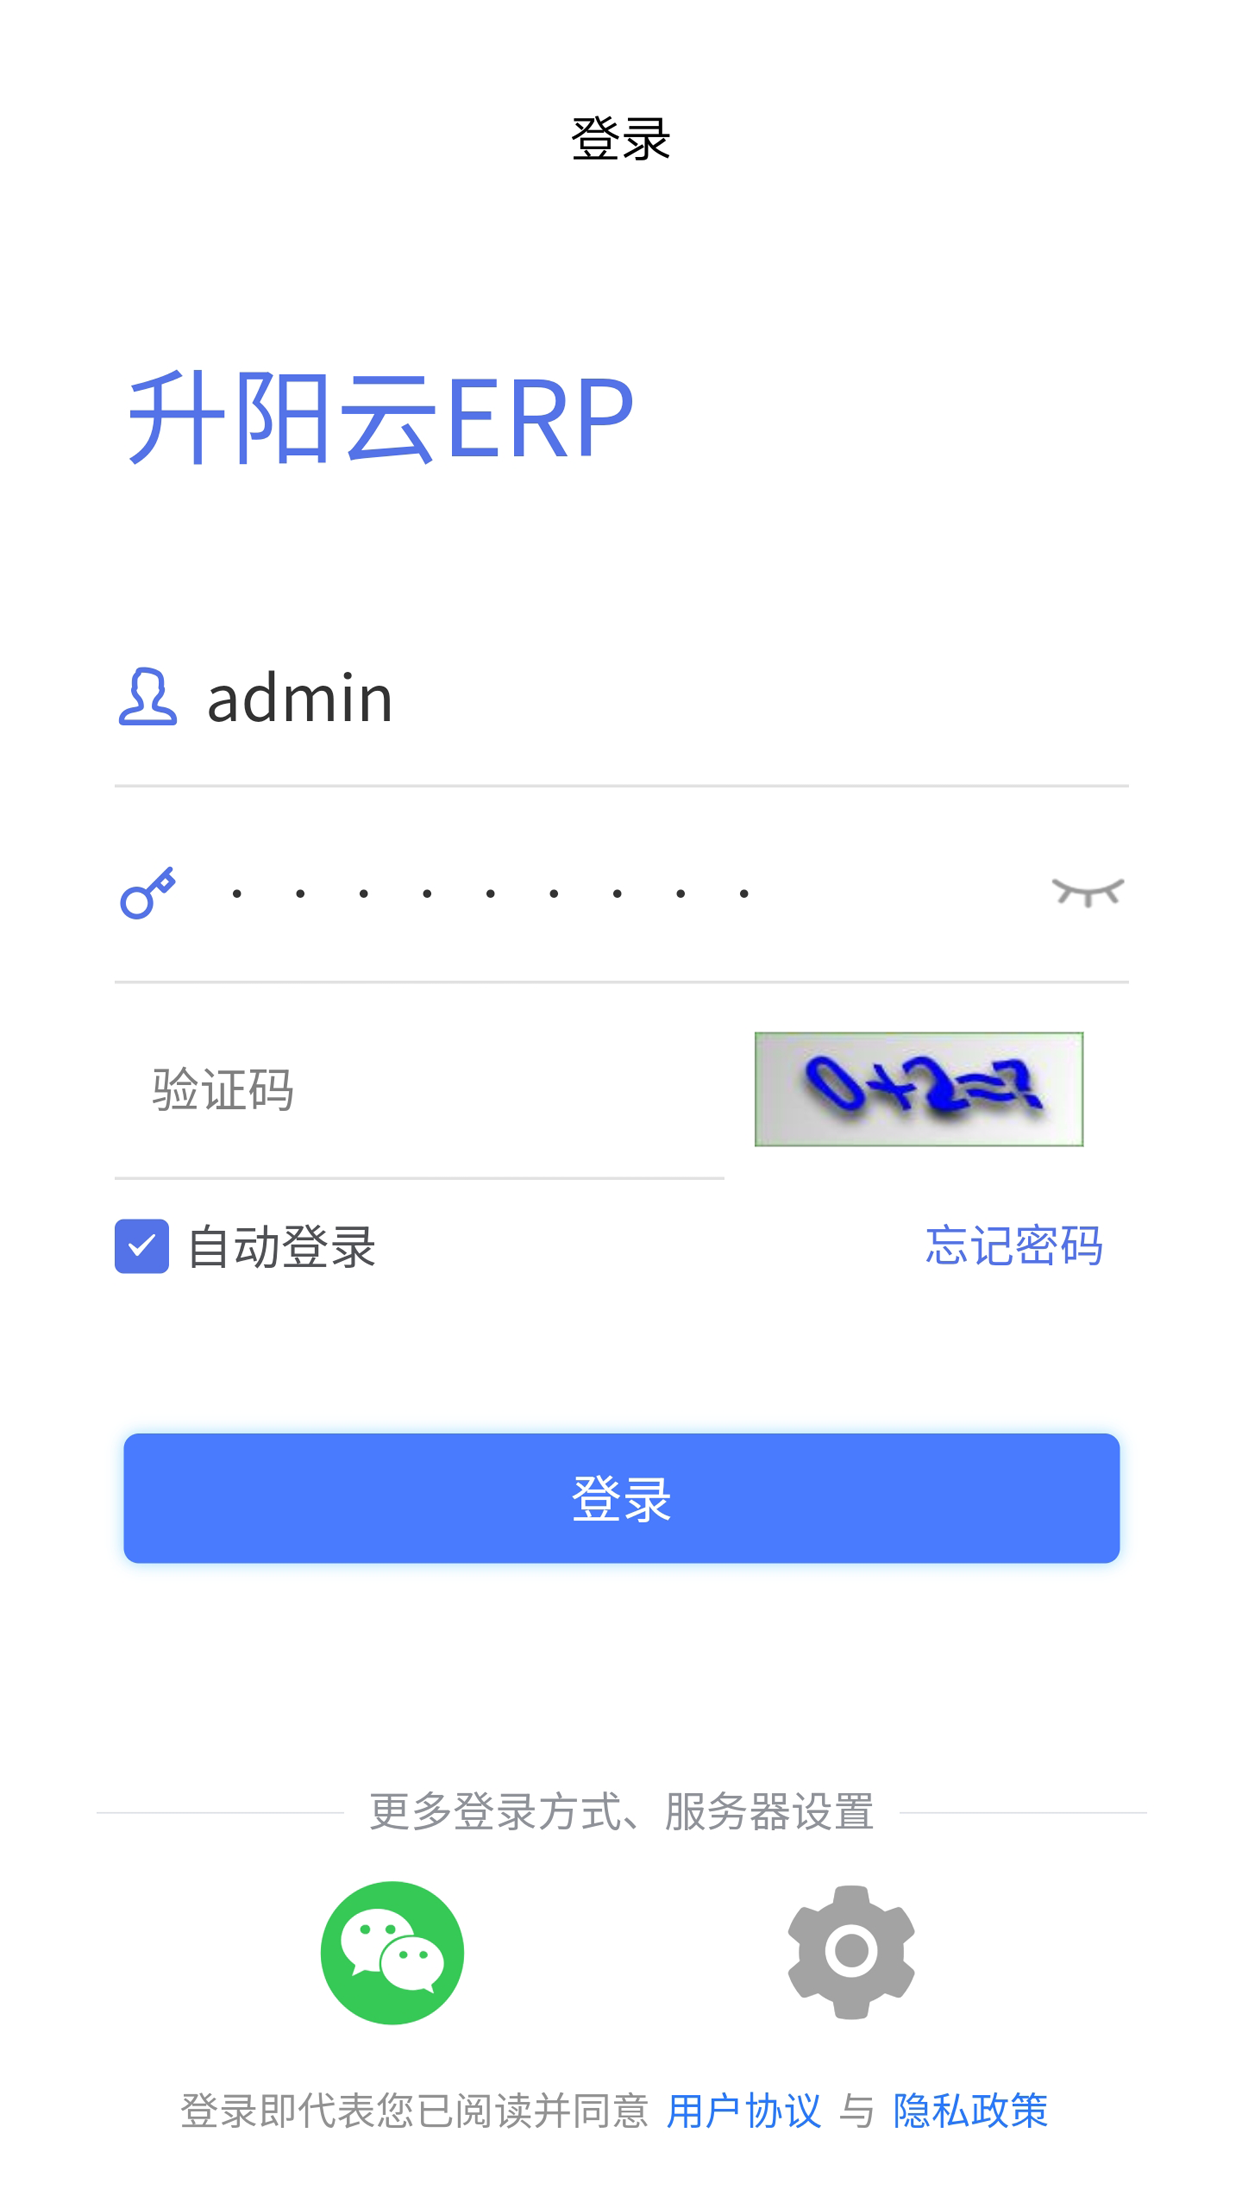 登录
升阳云ERP
admin
·········
验证码
0+2=?
自动登录 忘记密码
登录
更多登录方式、服务器设置
登录即代表您已阅读并同意 用户协议 与 隐私政策